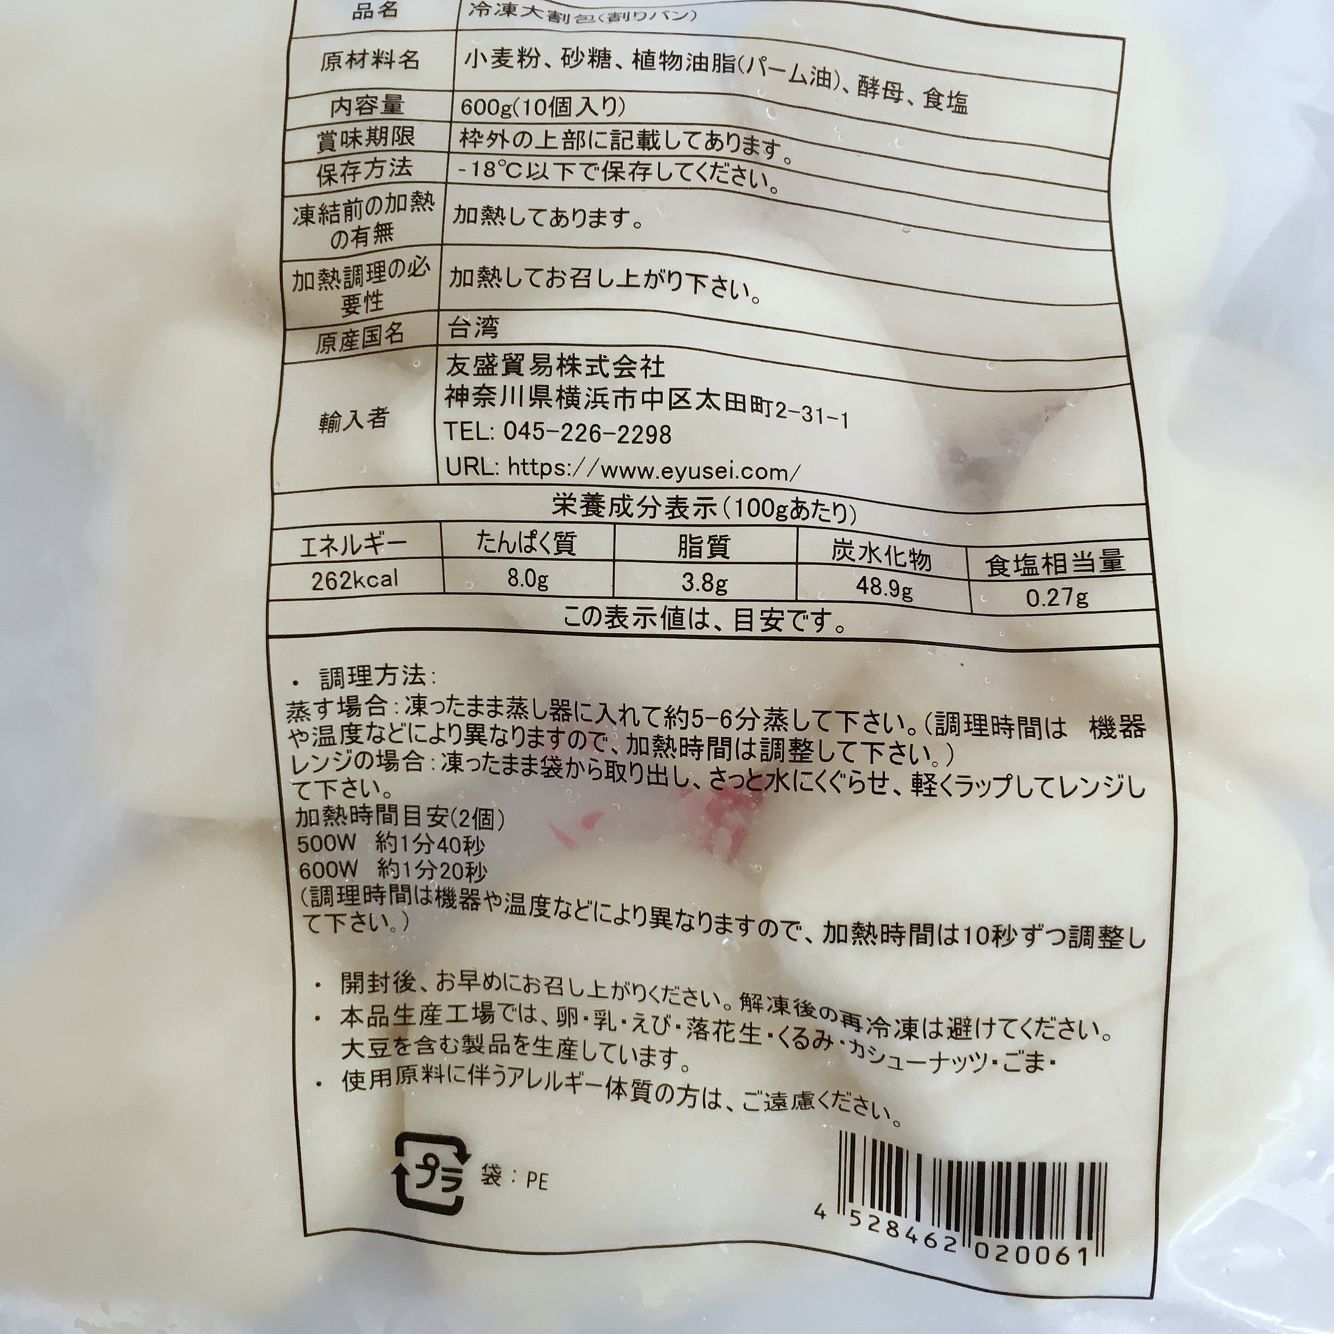 品名 冷凍大割包(割りパン)
原材料名 小麦粉、砂糖、植物油脂(パーム油)、酵母、食塩
内容量 600g(10個入り)
賞味期限 枠外の上部に記載してあります。
保存方法 -18℃以下で保存してください。
凍結前の加熱
の有無 加熱してあります。
加熱調理の必
要性 加熱してお召し上がり下さい。
原産国名 台湾
輸入者 友盛貿易株式会社
神奈川県横浜市中区太田町2-31-1
TEL: 045-226-2298
URL: https://www.eyusei.com/
栄養成分表示(100gあたり)
エネルギー たんぱく質 脂質 炭水化物 食塩相当量
262kcal 8.0g 3.8g 48.9g 0.27g
この表示値は、目安です。
・ 調理方法:
蒸す場合:凍ったまま蒸し器に入れて約5-6分蒸して下さい。(調理時間は 機器
や温度などにより異なりますので、加熱時間は調整して下さい。)
レンジの場合:凍ったまま袋から取り出し、さっと水にくぐらせ、軽くラップしてレンジし
て下さい。
加熱時間目安(2個)
500W 約1分40秒
600W 約1分20秒
(調理時間は機器や温度などにより異なりますので、加熱時間は10秒ずつ調整し
て下さい。)
・ 開封後、お早めにお召し上がりください。解凍後の再冷凍は避けてください。
・ 本品生産工場では、卵・乳・えび・落花生・くるみ・カシューナッツ・ごま・
大豆を含む製品を生産しています。
・ 使用原料に伴うアレルギー体質の方は、ご遠慮ください。
プラ 袋：PE
4 528462 020061